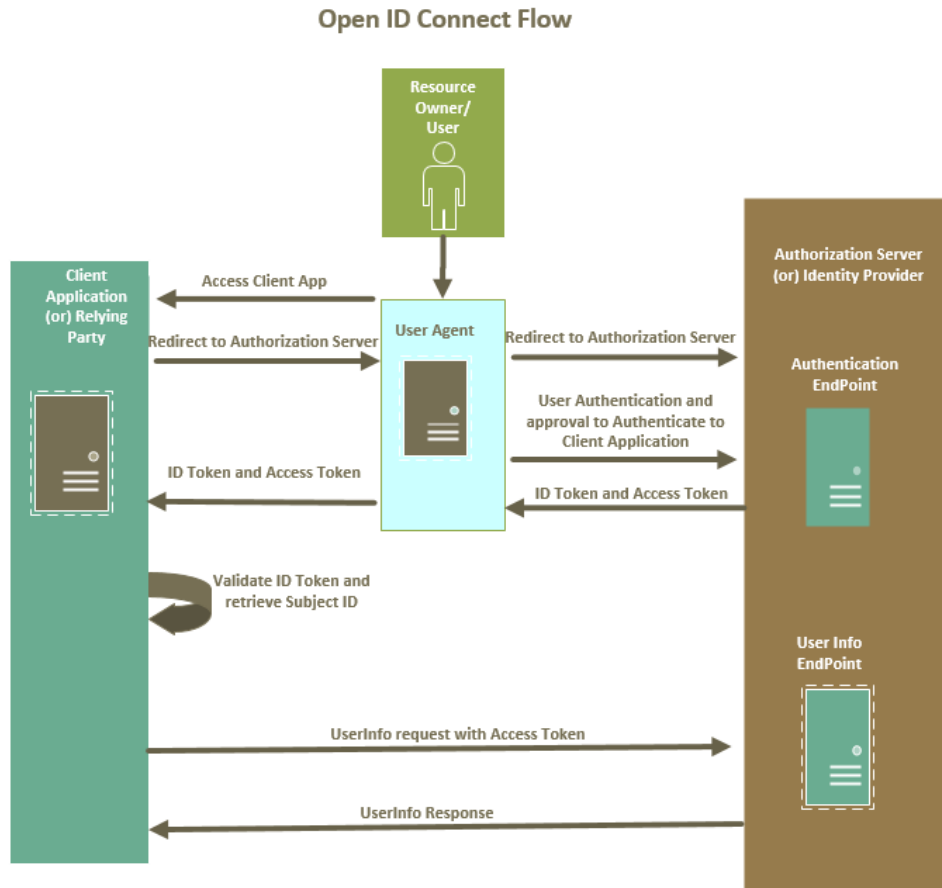 Open ID Connect Flow
Resource
Owner/
User
Authorization Server
(or) Identity Provider
Client
Application
(or) Relying
Party
Access Client App
User Agent
Redirect to Authorization Server
Redirect to Authorization Server
Authentication
EndPoint
User Authentication and
approval to Authenticate to
Client Application
ID Token and Access Token
ID Token and Access Token
Validate ID Token and
retrieve Subject ID
User Info
EndPoint
UserInfo request with Access Token
UserInfo Response